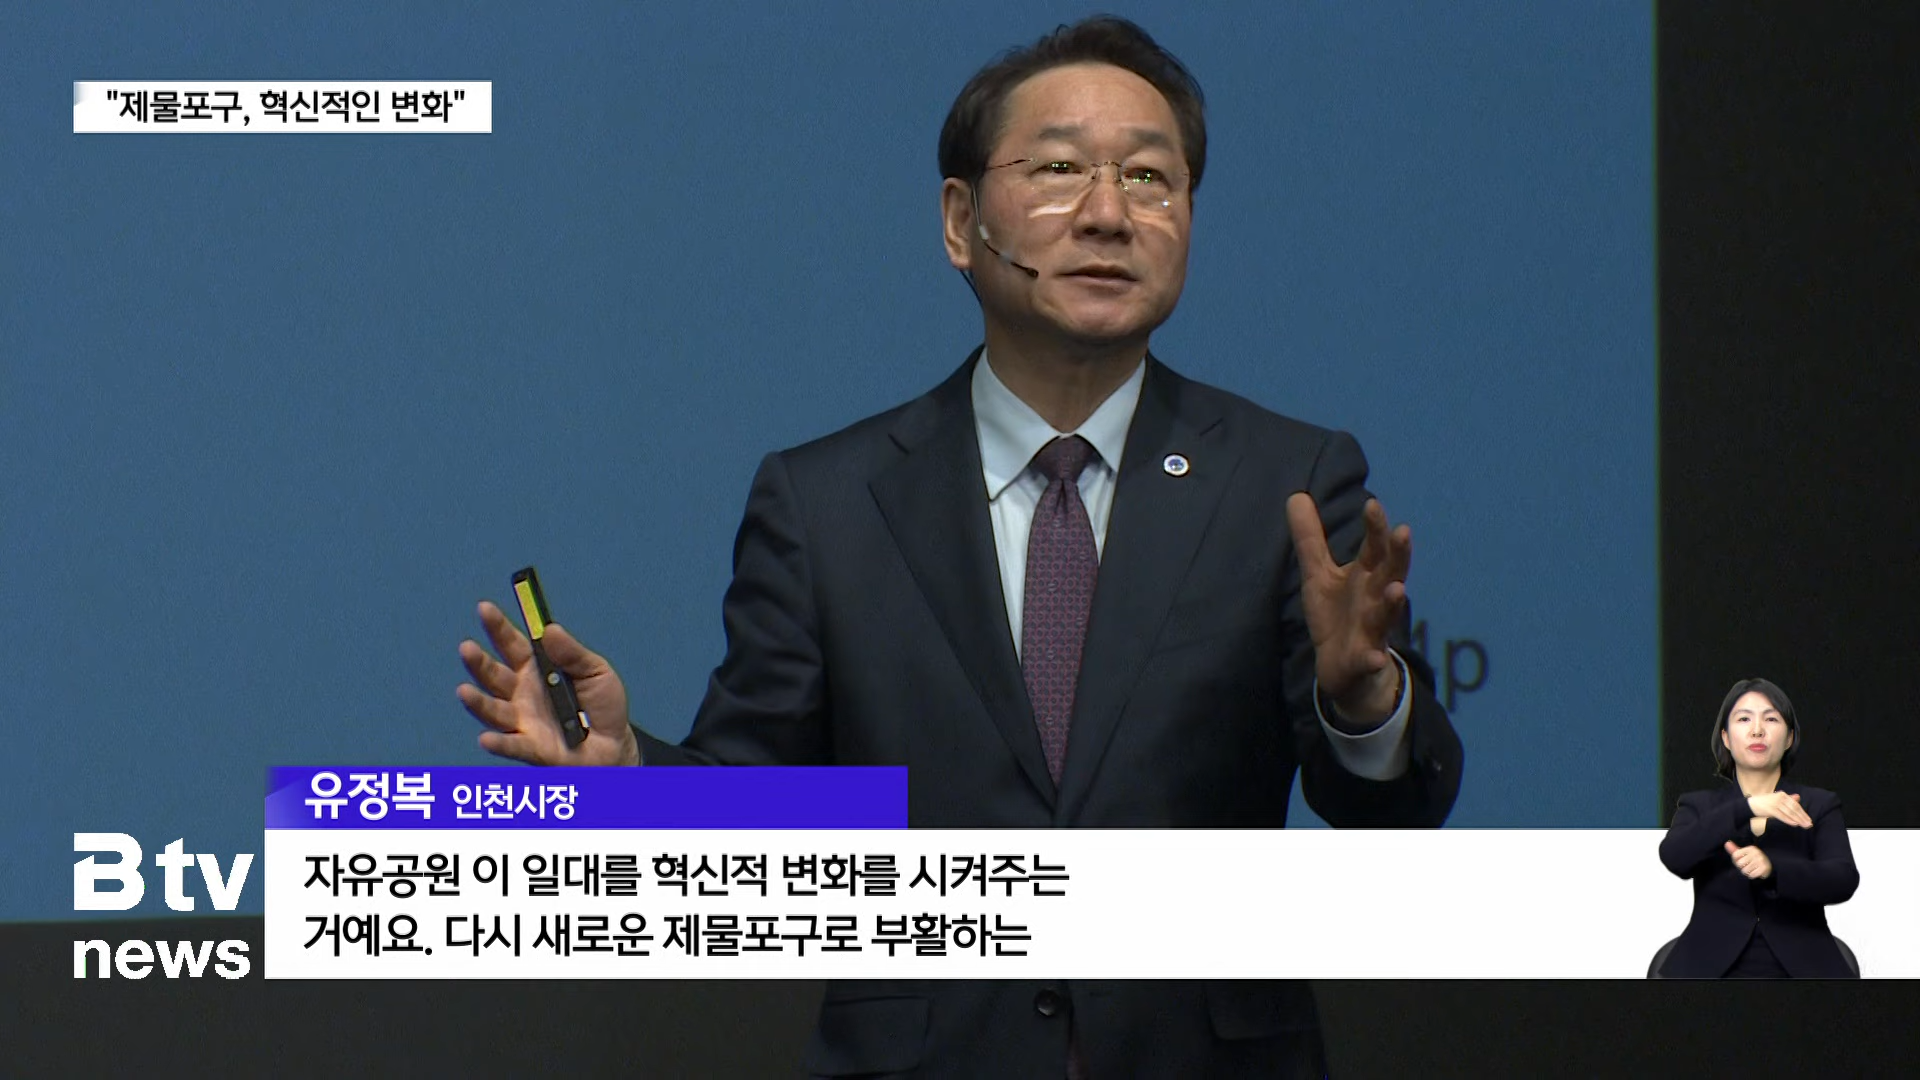 "제물포구, 혁신적인 변화"
4p
유정복 인천시장
자유공원 이 일대를 혁신적 변화를 시켜주는
거예요. 다시 새로운 제물포구로 부활하는
B tv
news